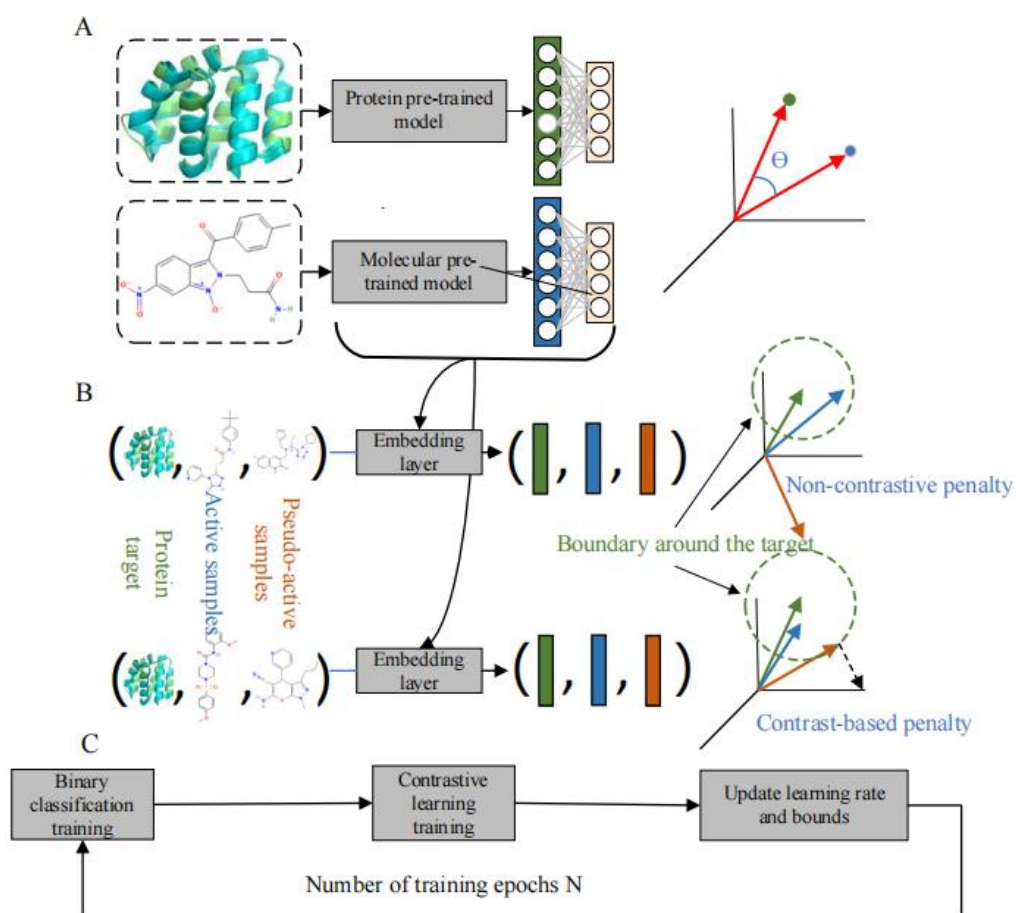 A
Protein pre-trained
model
Θ
Molecular pre-
trained model
B
Embedding
layer
Non-contrastive penalty
Protein
target
Active samples
Pseudo-active
samples
Boundary around the target
Embedding
layer
Contrast-based penalty
C
Binary
classification
training
Contrastive
learning
training
Update learning rate
and bounds
Number of training epochs N